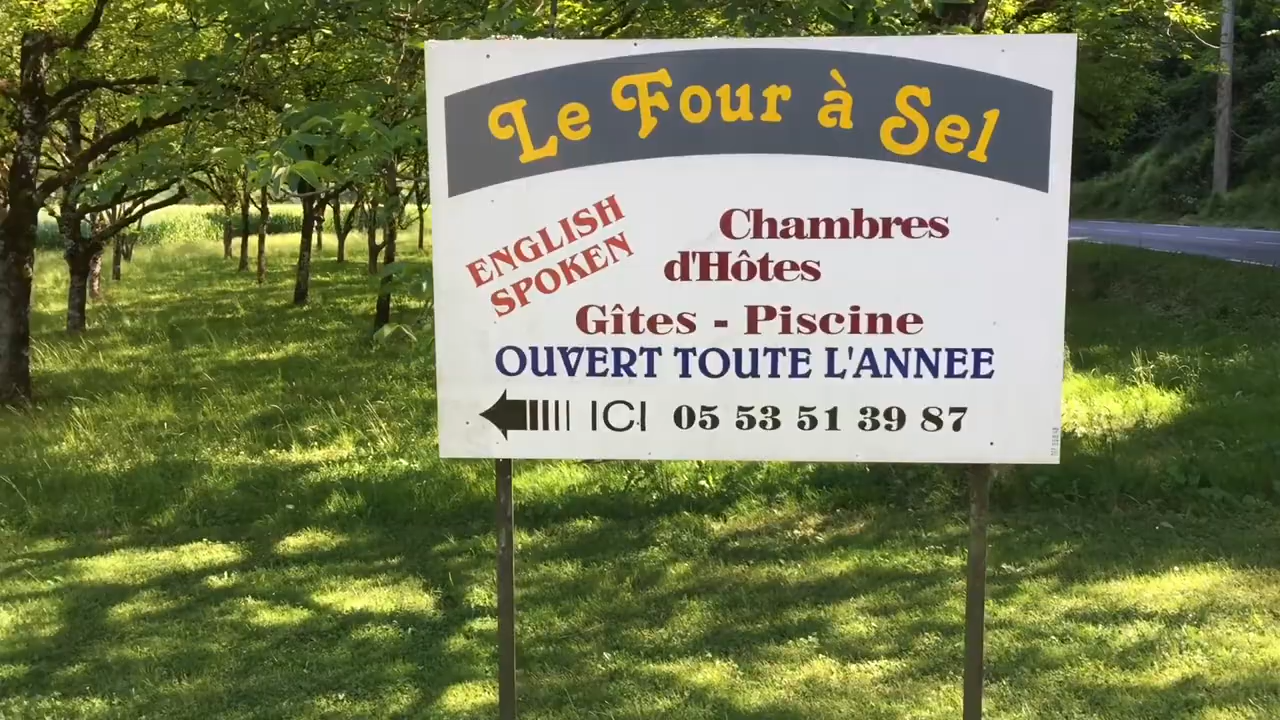 Le Four à Sel
ENGLISH
SPOKEN
Chambres
d'Hôtes
Gîtes - Piscine
OUVERT TOUTE L'ANNEE
ICI 05 53 51 39 87